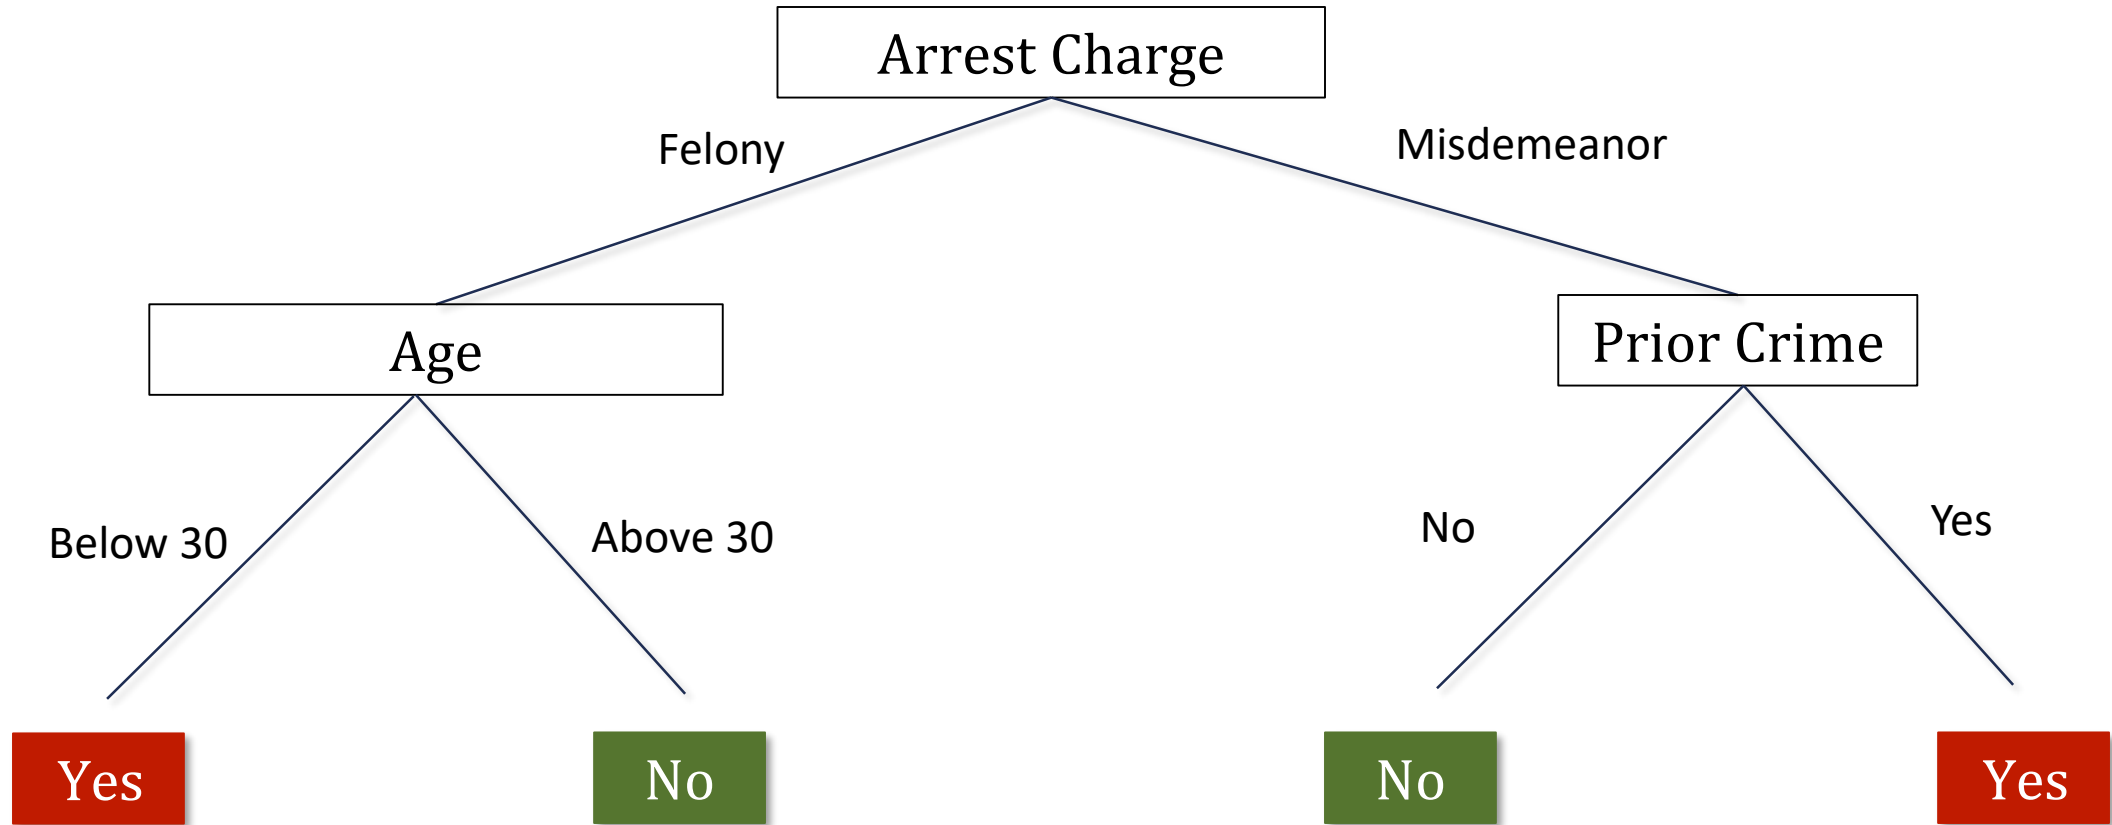 Arrest Charge
Felony
Misdemeanor
Age
Prior Crime
Below 30
Above 30
No
Yes
Yes
No
No
Yes